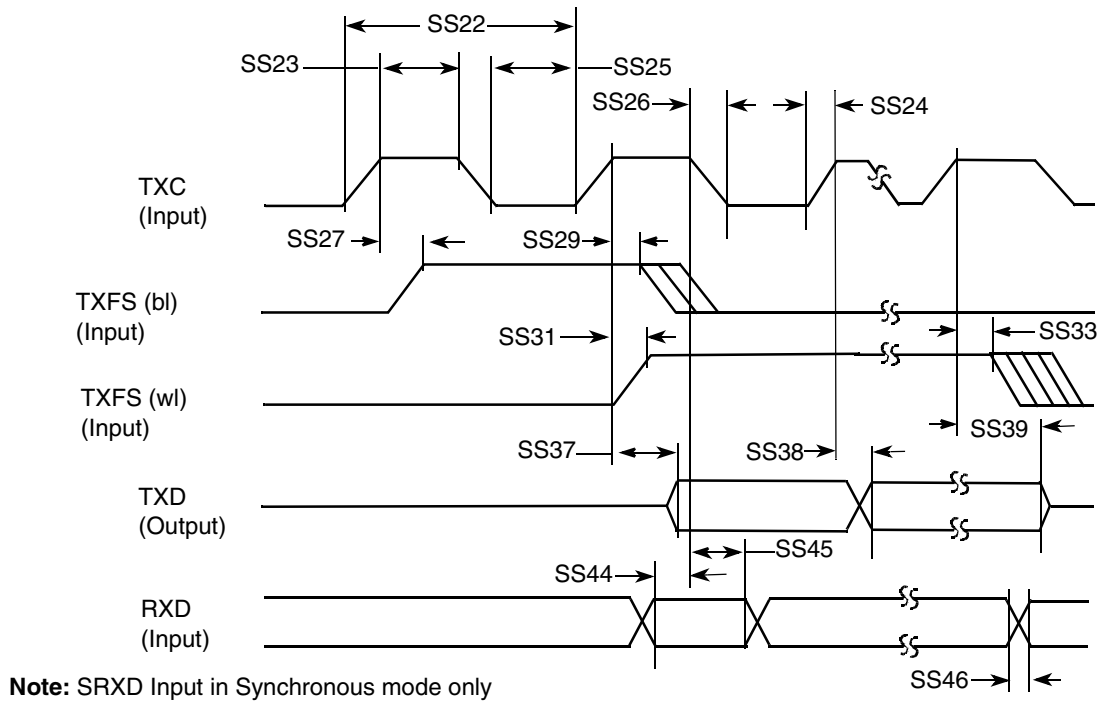 SS22
SS23
SS25
SS26
SS24
TXC
(Input)
SS27
SS29
TXFS (bl)
(Input)
SS31
SS33
TXFS (wl)
(Input)
SS39
SS37
SS38
TXD
(Output)
SS45
SS44
RXD
(Input)
SS46
Note: SRXD Input in Synchronous mode only